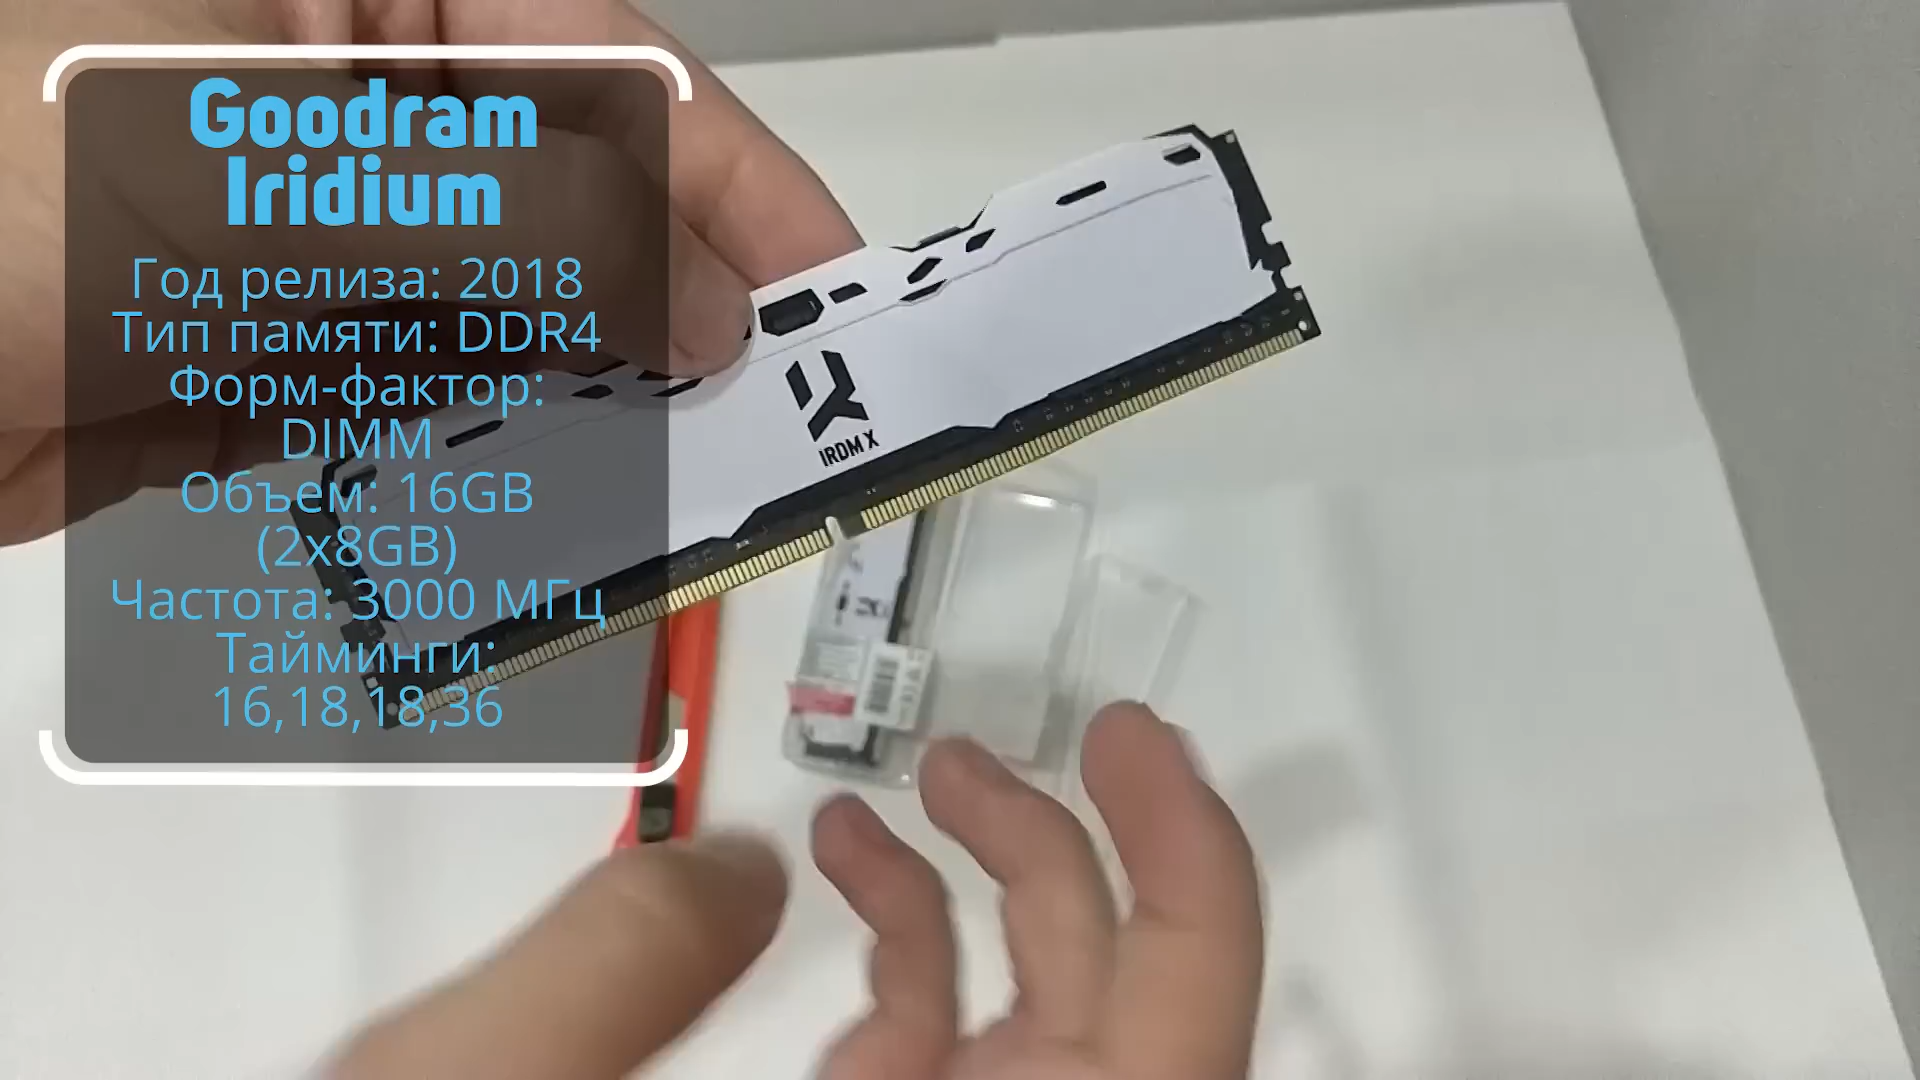 Goodram
Iridium
Год релиза: 2018
Тип памяти: DDR4
Форм-фактор:
DIMM
Объем: 16GB
(2x8GB)
Частота: 3000 МГц
Тайминги:
16,18,18,36
IRDM X